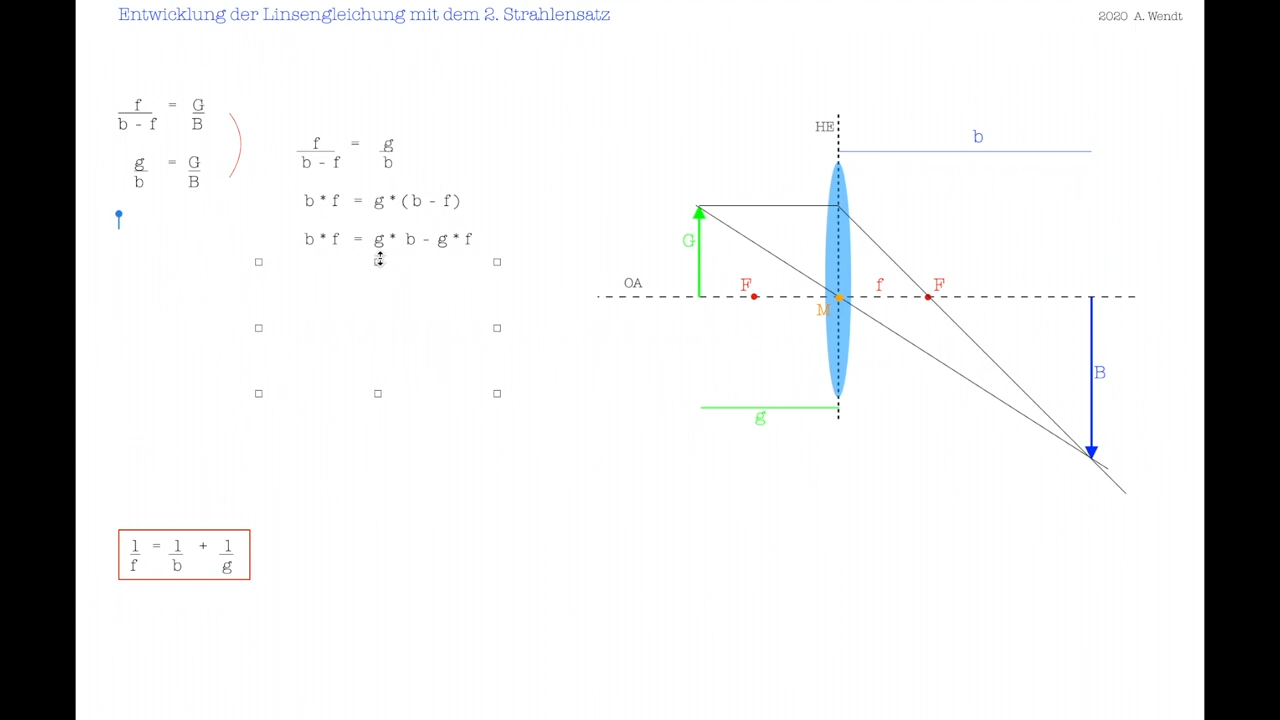 Entwicklung der Linsengleichung mit dem 2. Strahlensatz
2020 A. Wendt
f = G
b - f B
g = G
b B
f = g
b - f b
b * f = g * (b - f)
b * f = g * b - g * f
1 = 1 + 1
f b g
HE
b
G
OA
F
f
F
M
B
g